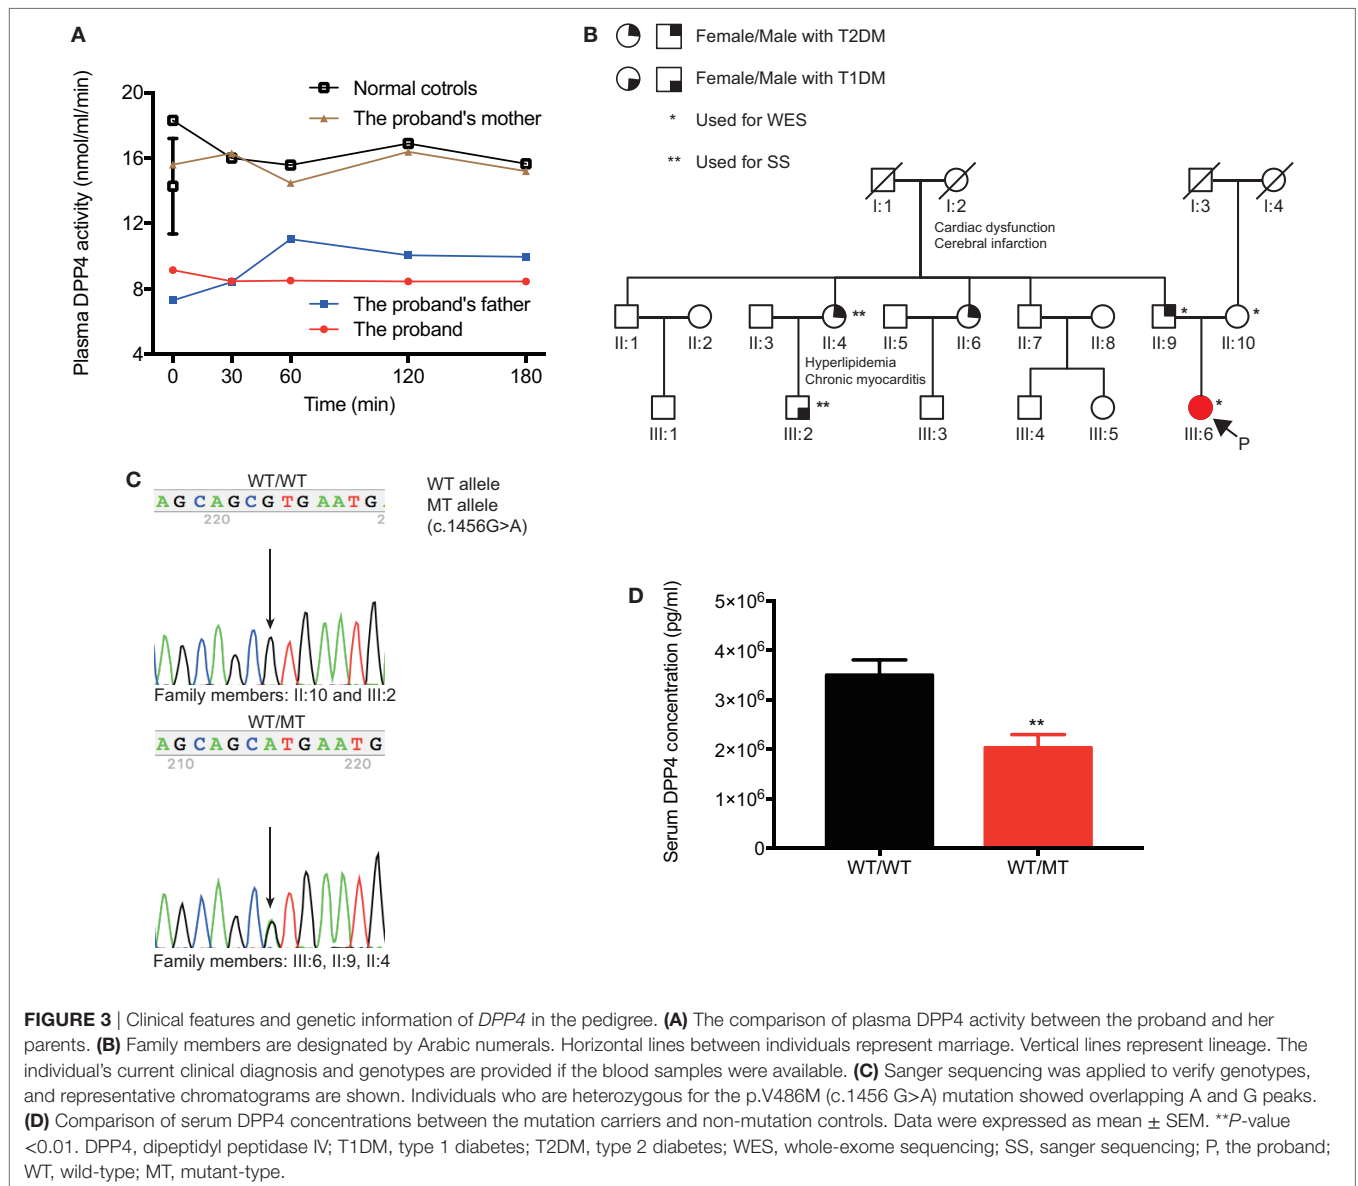 A
Plasma DPP4 activity (nmol/ml/min)
20
16
12
8
4
Normal cotrols
The proband's mother
The proband's father
The proband
0 30 60 120 180
Time (min)
B
Female/Male with T2DM
Female/Male with T1DM
* Used for WES
** Used for SS
I:1 I:2 I:3 I:4
Cardiac dysfunction
Cerebral infarction
** * *
II:1 II:2 II:3 II:4 II:5 II:6 II:7 II:8 II:9 II:10
Hyperlipidemia
Chronic myocarditis
** *
III:1 III:2 III:3 III:4 III:5 III:6 P
C
WT/WT
AGCAGCGTGAATG
220 2
WT allele
MT allele
(c.1456G>A)
Family members: II:10 and III:2
WT/MT
AGCAGCATGAATG
210 220
Family members: III:6, II:9, II:4
D
Serum DPP4 concentration (pg/ml)
5×10⁶
4×10⁶
3×10⁶
2×10⁶
1×10⁶
0
**
WT/WT WT/MT
FIGURE 3 | Clinical features and genetic information of DPP4 in the pedigree. (A) The comparison of plasma DPP4 activity between the proband and her
parents. (B) Family members are designated by Arabic numerals. Horizontal lines between individuals represent marriage. Vertical lines represent lineage. The
individual's current clinical diagnosis and genotypes are provided if the blood samples were available. (C) Sanger sequencing was applied to verify genotypes,
and representative chromatograms are shown. Individuals who are heterozygous for the p.V486M (c.1456 G>A) mutation showed overlapping A and G peaks.
(D) Comparison of serum DPP4 concentrations between the mutation carriers and non-mutation controls. Data were expressed as mean ± SEM. **P-value
<0.01. DPP4, dipeptidyl peptidase IV; T1DM, type 1 diabetes; T2DM, type 2 diabetes; WES, whole-exome sequencing; SS, sanger sequencing; P, the proband;
WT, wild-type; MT, mutant-type.